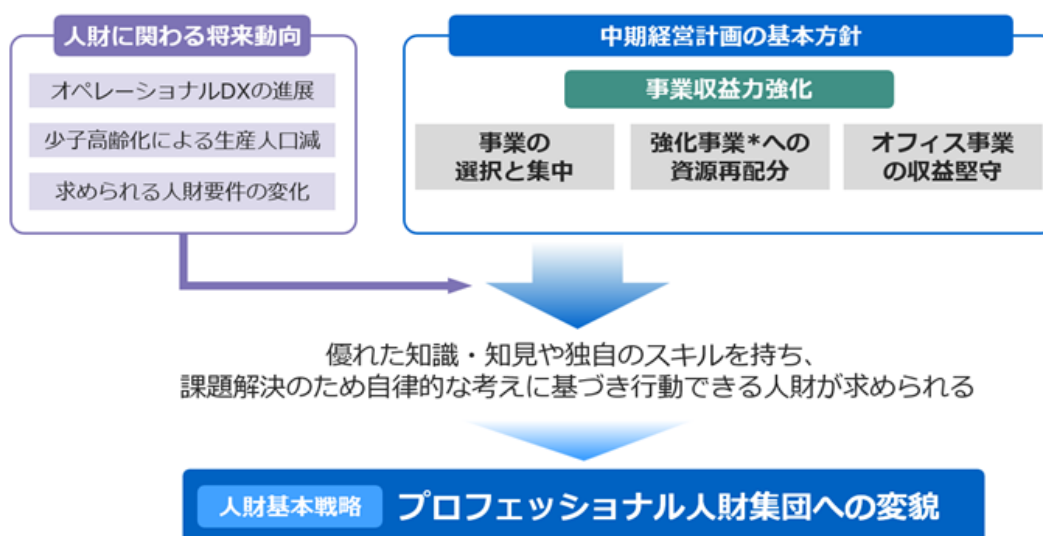 人財に関わる将来動向
オペレーショナルDXの進展
少子高齢化による生産人口減
求められる人財要件の変化
中期経営計画の基本方針
事業収益力強化
事業の
選択と集中
強化事業*への
資源再配分
オフィス事業
の収益堅守
優れた知識・知見や独自のスキルを持ち、
課題解決のため自律的な考えに基づき行動できる人財が求められる
人財基本戦略 プロフェッショナル人財集団への変貌